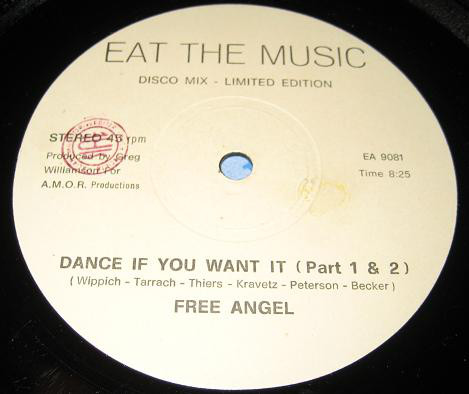 EAT THE MUSIC
DISCO MIX - LIMITED EDITION
STEREO 45 rpm
Produced by Greg
Williamson For
A.M.O.R. Productions
EA 9081
Time 8:25
DANCE IF YOU WANT IT (Part 1 & 2)
( Wippich - Tarrach - Thiers - Kravetz - Peterson - Becker )
FREE ANGEL